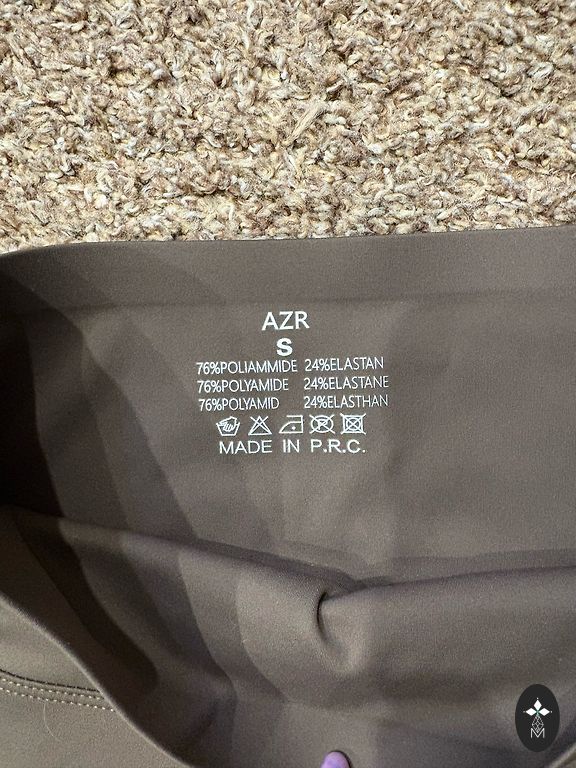 AZR
S
76%POLIAMMIDE 24%ELASTAN
76%POLYAMIDE 24%ELASTANE
76%POLYAMID 24%ELASTHAN
MADE IN P.R.C.
M